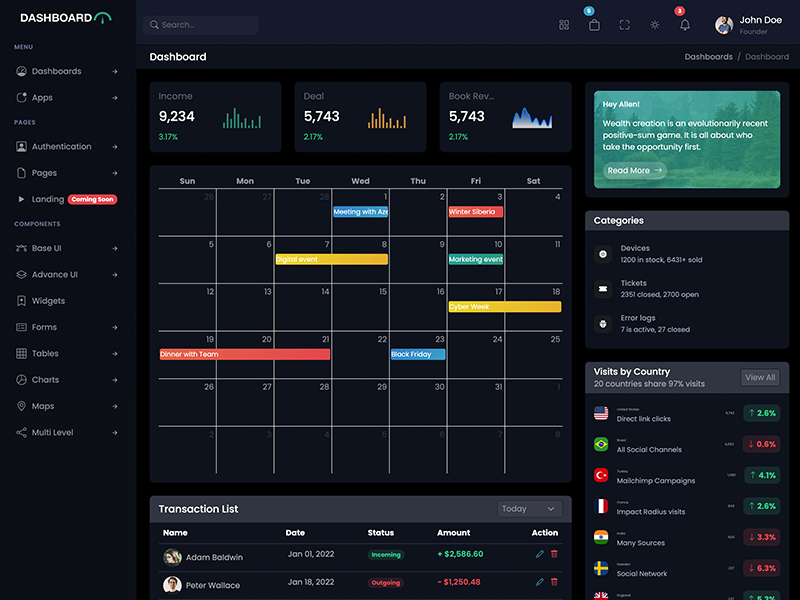 DASHBOARD
MENU
Dashboards
Apps
PAGES
Authentication
Pages
Landing Coming Soon
COMPONENTS
Base UI
Advance UI
Widgets
Forms
Tables
Charts
Maps
Multi Level
Search...
5
3
John Doe
Founder
Dashboard
Dashboards / Dashboard
Income
9,234
3.17%
Deal
5,743
2.17%
Book Rev...
5,743
2.17%
Hey Allen!
Wealth creation is an evolutionarily recent
positive-sum game. It is all about who
take the opportunity first.
Read More
Sun Mon Tue Wed Thu Fri Sat
26 27 28 1 2 3 4
Meeting with Aze Winter Siberia
5 6 7 8 9 10 11
Digital event Marketing event
12 13 14 15 16 17 18
Cyber Week
19 20 21 22 23 24 25
Dinner with Team Black Friday
26 27 28 29 30 31 1
2 3 4 5 6 7 8
Categories
Devices
1200 in stock, 6431+ sold
Tickets
2351 closed, 2700 open
Error logs
7 is active, 27 closed
Visits by Country
20 countries share 97% visits
View All
United States
Direct link clicks
2.6%
Brazil
All Social Channels
0.6%
Turkey
Mailchimp Campaigns
4.1%
France
Impact Radius visits
2.6%
India
Many Sources
3.3%
Sweden
Social Network
6.3%
England
5.3%
Transaction List
Today
Name Date Status Amount Action
Adam Baldwin Jan 01, 2022 Incoming + $2,586.60
Peter Wallace Jan 18, 2022 Outgoing - $1,250.48